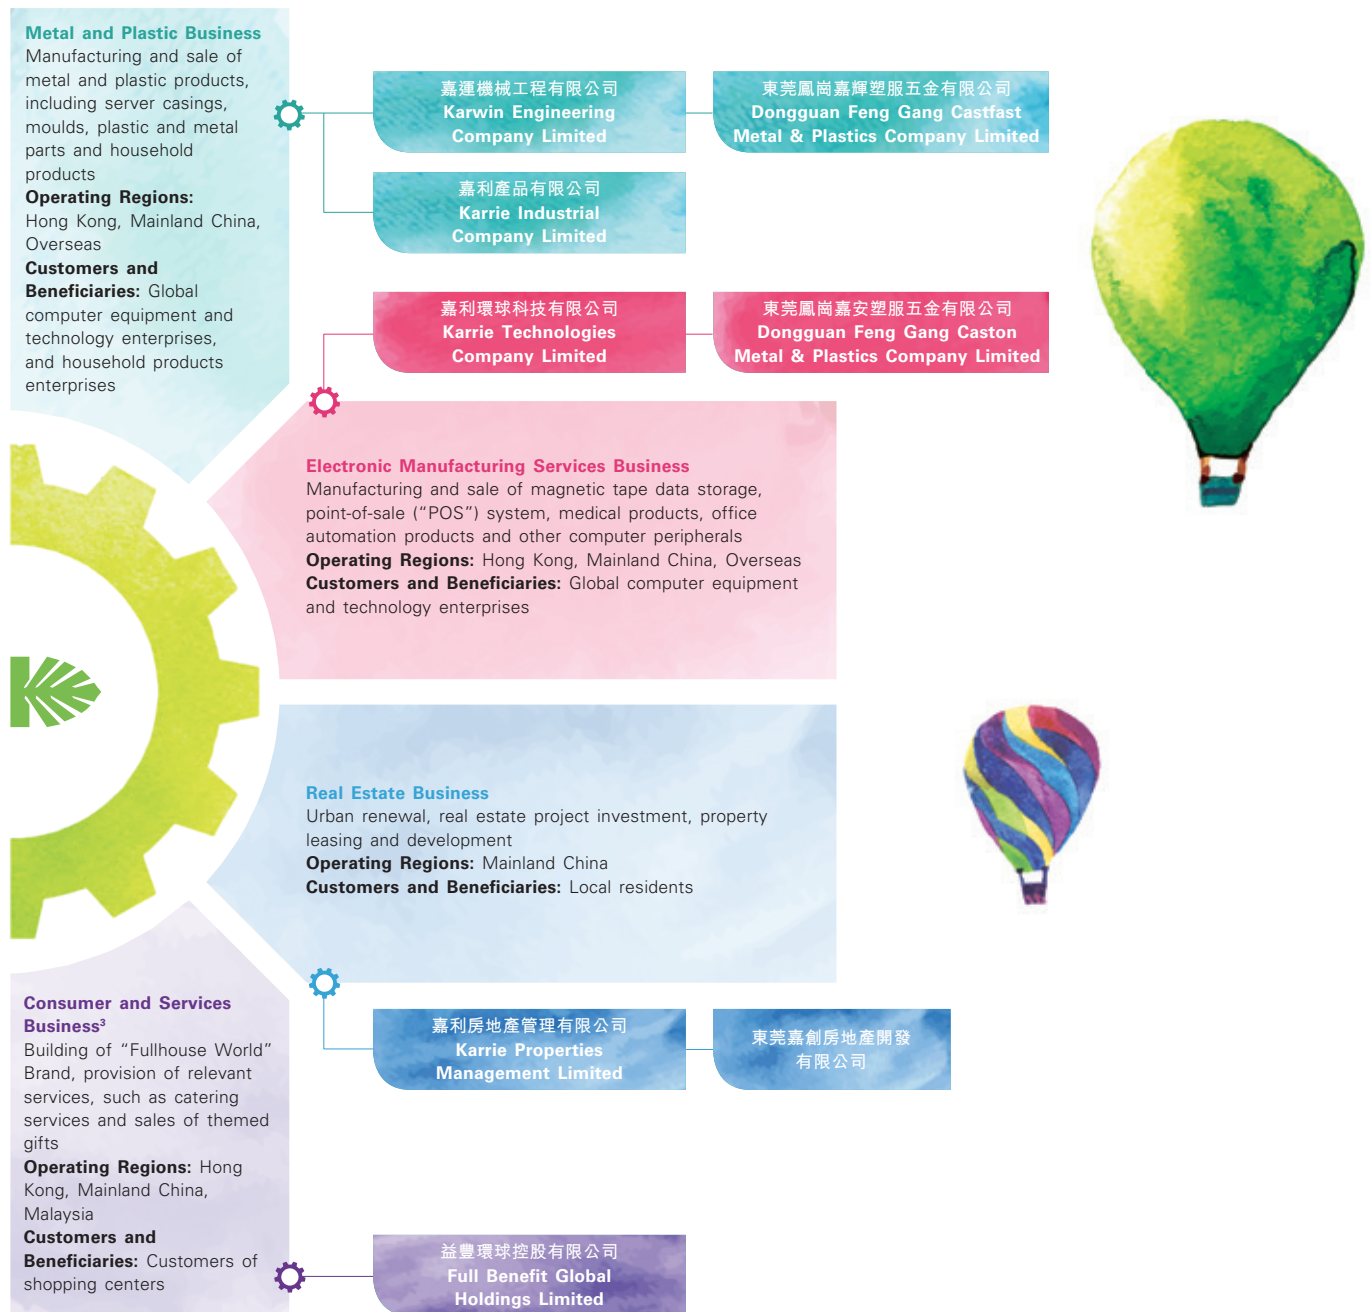 Metal and Plastic Business
Manufacturing and sale of
metal and plastic products,
including server casings,
moulds, plastic and metal
parts and household
products
Operating Regions:
Hong Kong, Mainland China,
Overseas
Customers and
Beneficiaries: Global
computer equipment and
technology enterprises,
and household products
enterprises
嘉運機械工程有限公司
Karwin Engineering
Company Limited
東莞鳳崗嘉輝塑服五金有限公司
Dongguan Feng Gang Castfast
Metal & Plastics Company Limited
嘉利產品有限公司
Karrie Industrial
Company Limited
嘉利環球科技有限公司
Karrie Technologies
Company Limited
東莞鳳崗嘉安塑服五金有限公司
Dongguan Feng Gang Caston
Metal & Plastics Company Limited
Electronic Manufacturing Services Business
Manufacturing and sale of magnetic tape data storage,
point-of-sale (“POS”) system, medical products, office
automation products and other computer peripherals
Operating Regions: Hong Kong, Mainland China, Overseas
Customers and Beneficiaries: Global computer equipment
and technology enterprises
Real Estate Business
Urban renewal, real estate project investment, property
leasing and development
Operating Regions: Mainland China
Customers and Beneficiaries: Local residents
嘉利房地產管理有限公司
Karrie Properties
Management Limited
東莞嘉創房地產開發
有限公司
Consumer and Services
Business³
Building of “Fullhouse World”
Brand, provision of relevant
services, such as catering
services and sales of themed
gifts
Operating Regions: Hong
Kong, Mainland China,
Malaysia
Customers and
Beneficiaries: Customers of
shopping centers
益豐環球控股有限公司
Full Benefit Global
Holdings Limited